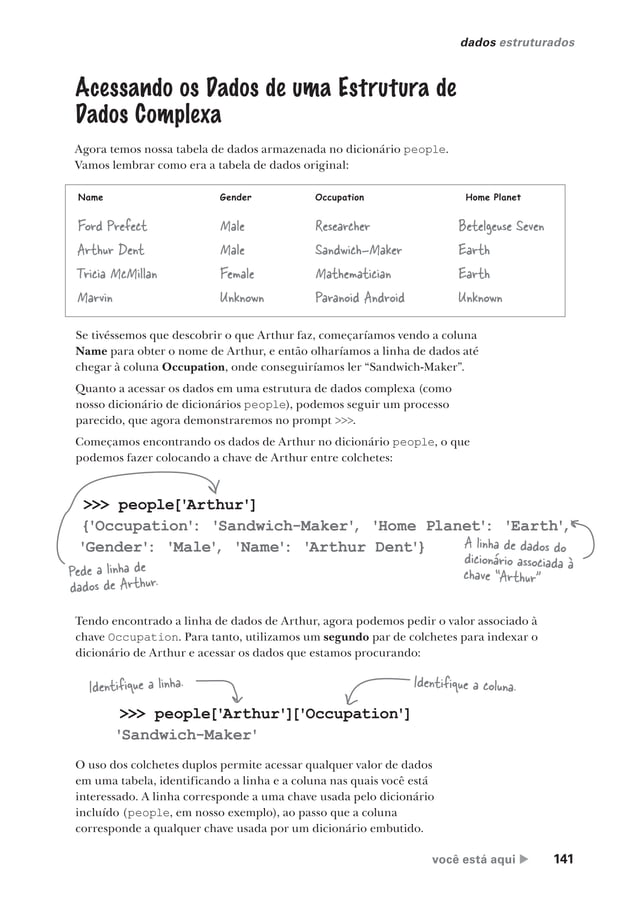 dados estruturados
Acessando os Dados de uma Estrutura de
Dados Complexa
Agora temos nossa tabela de dados armazenada no dicionário people.
Vamos lembrar como era a tabela de dados original:
Name Gender Occupation Home Planet
Ford Prefect Male Researcher Betelgeuse Seven
Arthur Dent Male Sandwich-Maker Earth
Tricia McMillan Female Mathematician Earth
Marvin Unknown Paranoid Android Unknown
Se tivéssemos que descobrir o que Arthur faz, começaríamos vendo a coluna
Name para obter o nome de Arthur, e então olharíamos a linha de dados até
chegar à coluna Occupation, onde conseguiríamos ler “Sandwich-Maker”.
Quanto a acessar os dados em uma estrutura de dados complexa (como
nosso dicionário de dicionários people), podemos seguir um processo
parecido, que agora demonstraremos no prompt >>>.
Começamos encontrando os dados de Arthur no dicionário people, o que
podemos fazer colocando a chave de Arthur entre colchetes:
>>> people['Arthur']
{'Occupation': 'Sandwich-Maker', 'Home Planet': 'Earth',
'Gender': 'Male', 'Name': 'Arthur Dent'}
Pede a linha de
dados de Arthur.
A linha de dados do
dicionário associada à
chave “Arthur”
Tendo encontrado a linha de dados de Arthur, agora podemos pedir o valor associado à
chave Occupation. Para tanto, utilizamos um segundo par de colchetes para indexar o
dicionário de Arthur e acessar os dados que estamos procurando:
Identifique a linha.
Identifique a coluna.
>>> people['Arthur']['Occupation']
'Sandwich-Maker'
O uso dos colchetes duplos permite acessar qualquer valor de dados
em uma tabela, identificando a linha e a coluna nas quais você está
interessado. A linha corresponde a uma chave usada pelo dicionário
incluído (people, em nosso exemplo), ao passo que a coluna
corresponde a qualquer chave usada por um dicionário embutido.
você está aqui ▶ 141